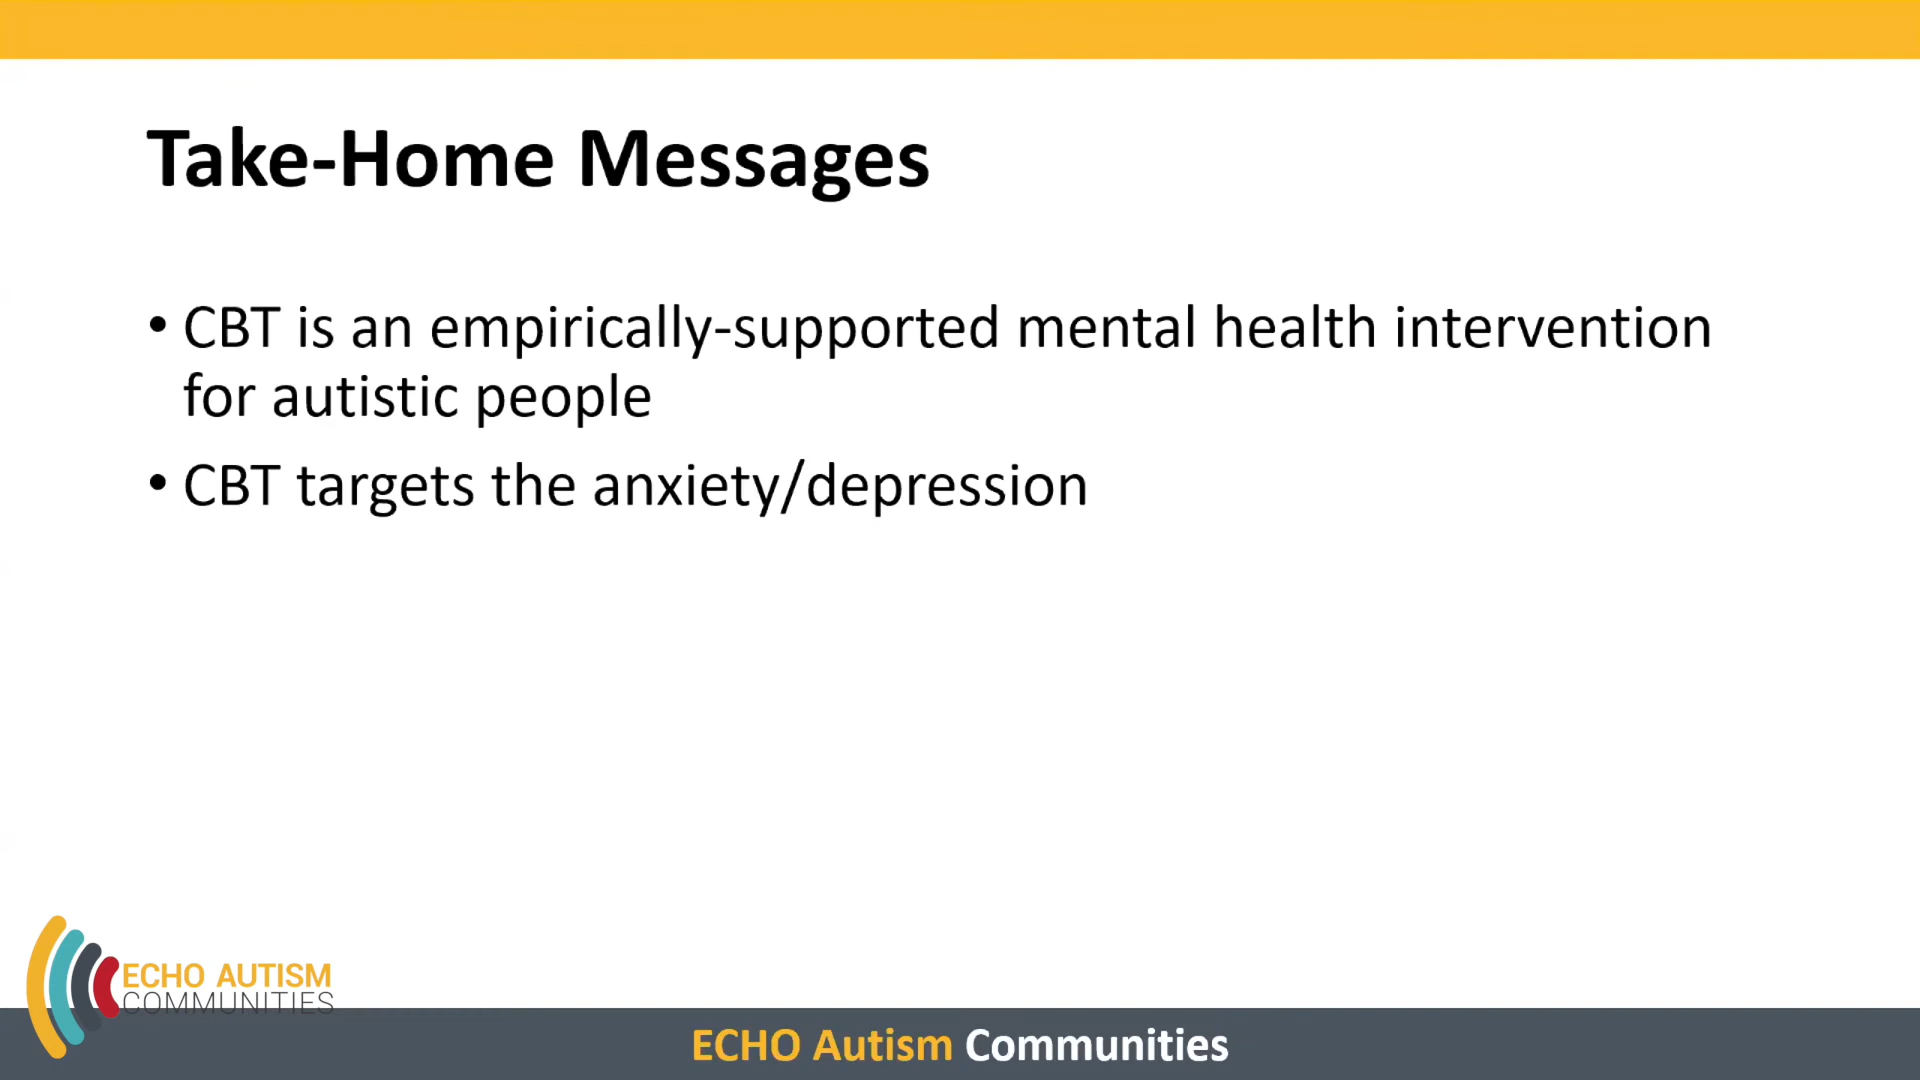 Take-Home Messages
• CBT is an empirically-supported mental health intervention
for autistic people
• CBT targets the anxiety/depression
ECHO AUTISM
COMMUNITIES
ECHO Autism Communities